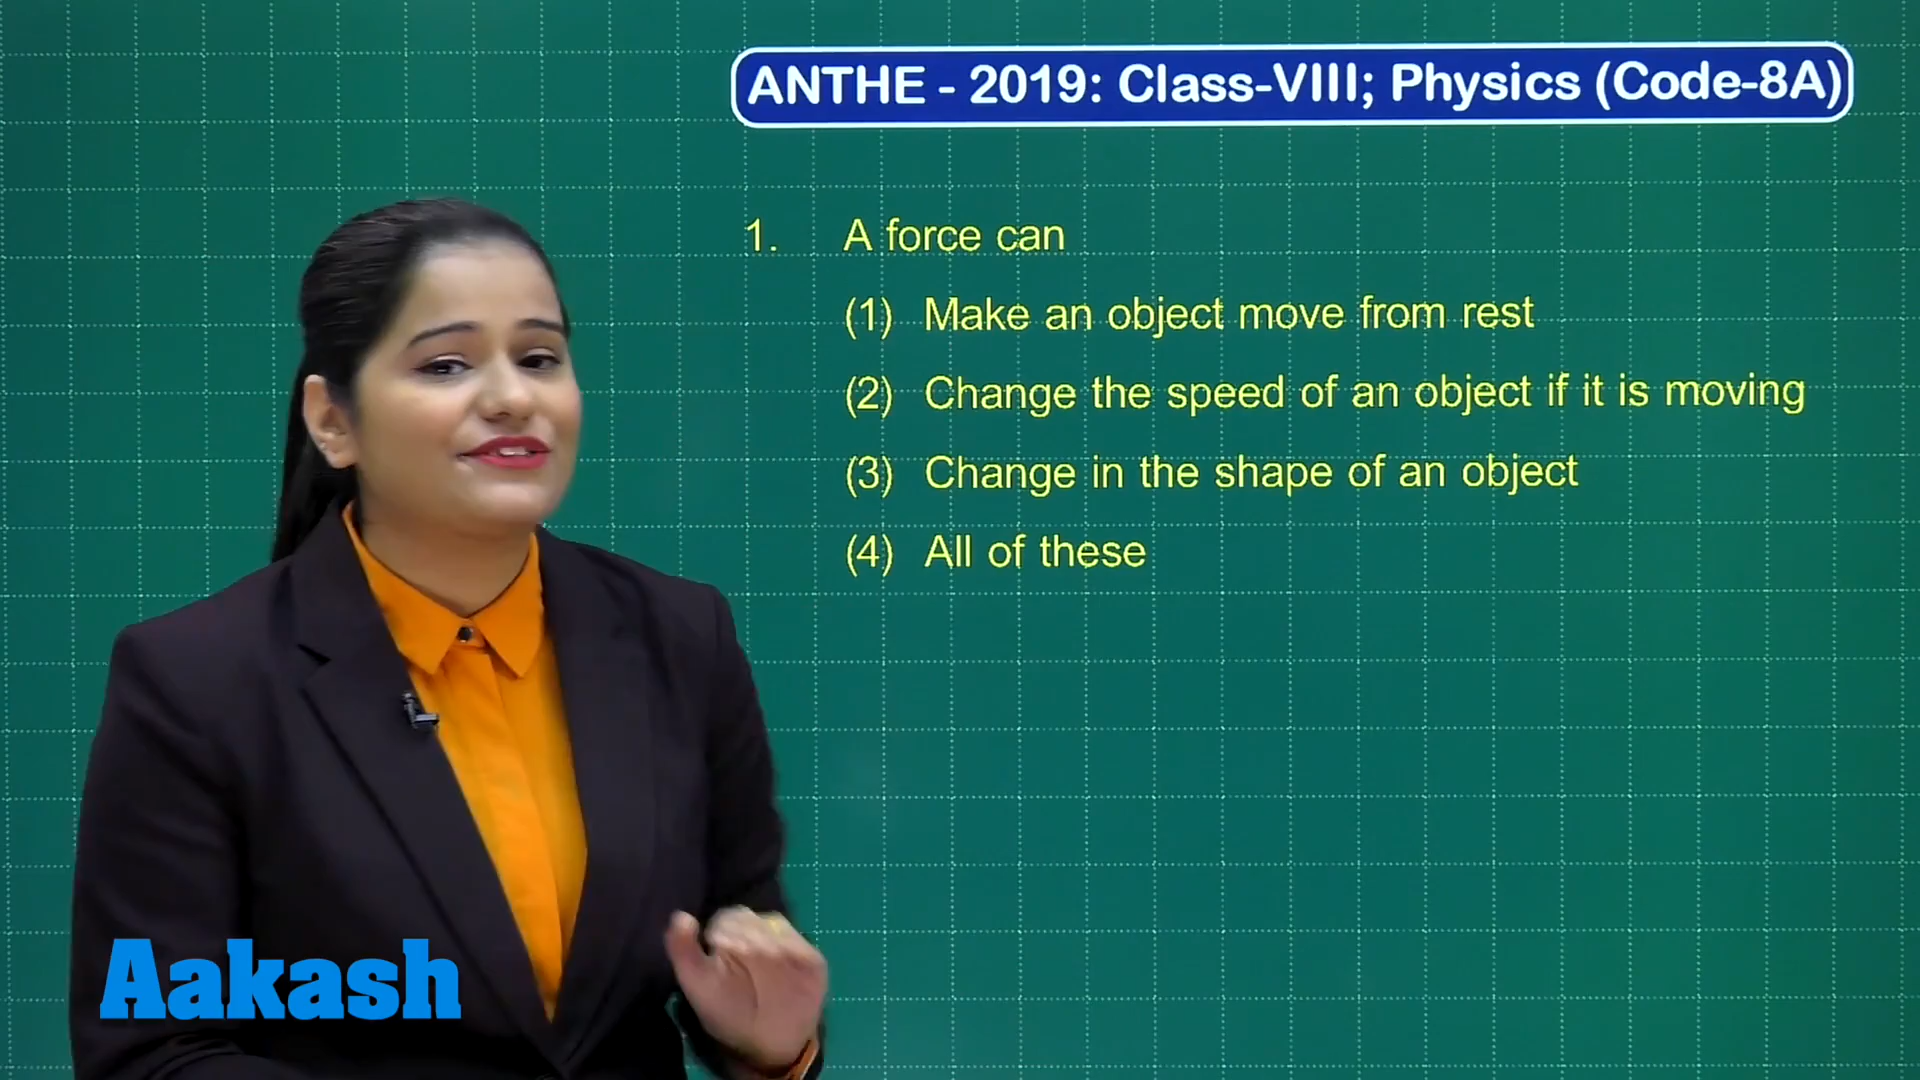 ANTHE - 2019: Class-VIII; Physics (Code-8A)
1. A force can
(1) Make an object move from rest
(2) Change the speed of an object if it is moving
(3) Change in the shape of an object
(4) All of these
Aakash